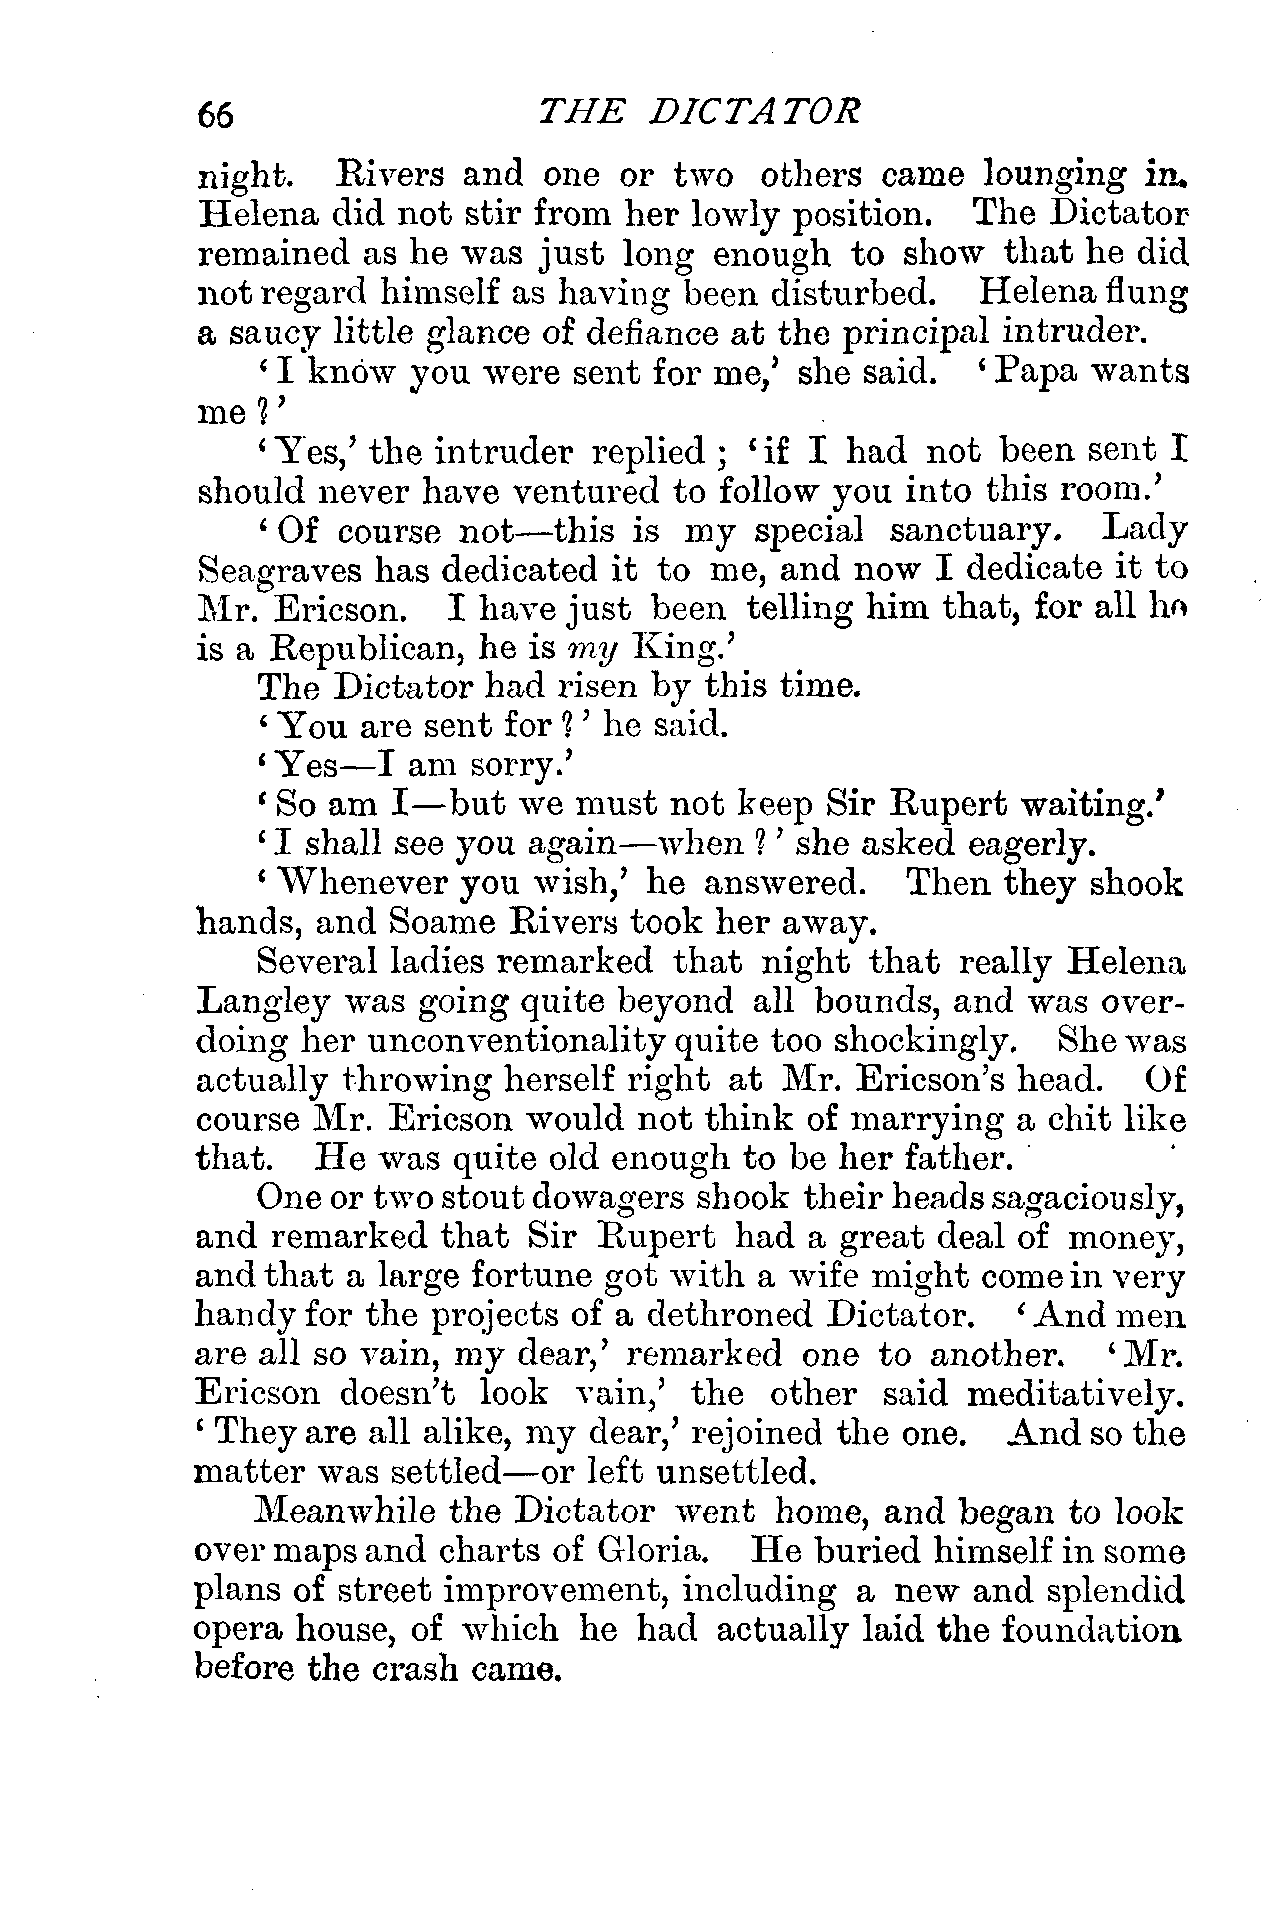 66 THE DICTATOR
night. Rivers and one or two others came lounging in.
Helena did not stir from her lowly position. The Dictator
remained as he was just long enough to show that he did
not regard himself as having been disturbed. Helena flung
a saucy little glance of defiance at the principal intruder.
‘I know you were sent for me,’ she said. ‘Papa wants
me?’
‘Yes,’ the intruder replied; ‘if I had not been sent I
should never have ventured to follow you into this room.’
‘Of course not—this is my special sanctuary. Lady
Seagraves has dedicated it to me, and now I dedicate it to
Mr. Ericson. I have just been telling him that, for all he
is a Republican, he is my King.’
The Dictator had risen by this time.
‘You are sent for?’ he said.
‘Yes—I am sorry.’
‘So am I—but we must not keep Sir Rupert waiting.’
‘I shall see you again—when?’ she asked eagerly.
‘Whenever you wish,’ he answered. Then they shook
hands, and Soame Rivers took her away.
Several ladies remarked that night that really Helena
Langley was going quite beyond all bounds, and was over-
doing her unconventionality quite too shockingly. She was
actually throwing herself right at Mr. Ericson’s head. Of
course Mr. Ericson would not think of marrying a chit like
that. He was quite old enough to be her father.
One or two stout dowagers shook their heads sagaciously,
and remarked that Sir Rupert had a great deal of money,
and that a large fortune got with a wife might come in very
handy for the projects of a dethroned Dictator. ‘And men
are all so vain, my dear,’ remarked one to another. ‘Mr.
Ericson doesn’t look vain,’ the other said meditatively.
‘They are all alike, my dear,’ rejoined the one. And so the
matter was settled—or left unsettled.
Meanwhile the Dictator went home, and began to look
over maps and charts of Gloria. He buried himself in some
plans of street improvement, including a new and splendid
opera house, of which he had actually laid the foundation
before the crash came.